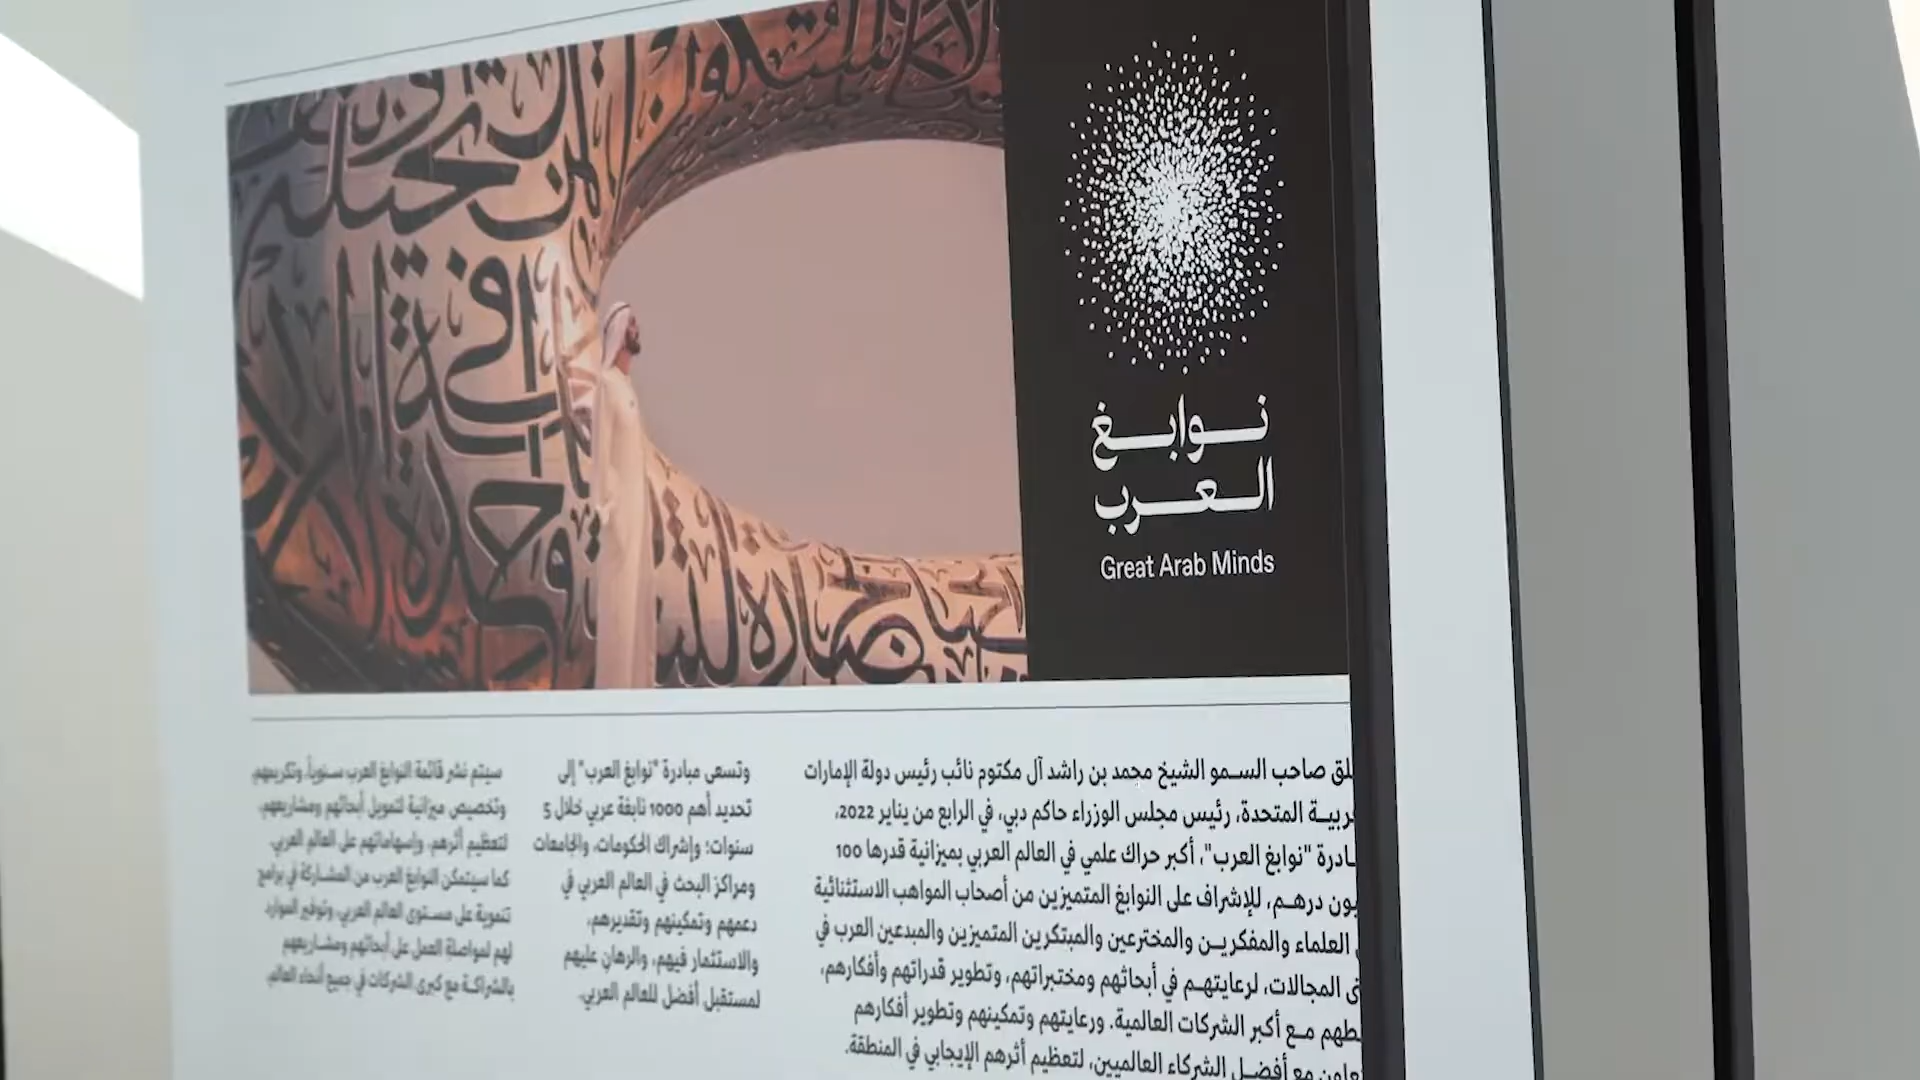 نوابغ
العرب
Great Arab Minds
صاحب السمو الشيخ محمد بن راشد آل مكتوم نائب رئيس دولة الإمارات
المتحدة، رئيس مجلس الوزراء حاكم دبي، في الرابع من يناير 2022،
"نوابغ العرب"، أكبر حراك علمي في العالم العربي بميزانية قدرها 100
درهم، للإشراف على النوابغ المتميزين من أصحاب المواهب الاستثنائية
العلماء والمفكرين والمخترعين والمبتكرين المتميزين والمبدعين العرب في
المجالات، لرعايتهم في أبحاثهم ومختبراتهم، وتطوير قدراتهم وأفكارهم،
مع أكبر الشركات العالمية. ورعايتهم وتمكينهم وتطوير أفكارهم
مع أفضل الشركاء العالميين، لتعظيم أثرهم الإيجابي في المنطقة.
وتسعى مبادرة "نوابغ العرب" إلى
تحديد أهم 1000 نابغة عربي خلال 5
سنوات؛ وإشراك الحكومات، والجامعات
ومراكز البحث في العالم العربي في
دعمهم وتمكينهم وتقديرهم،
والاستثمار فيهم، والرهان عليهم
لمستقبل أفضل للعالم العربي.
سيتم نشر قائمة النوابغ العرب سنوياً، وتكريمهم
وتخصيص ميزانية لتمويل أبحاثهم ومشاريعهم،
لتعظيم أثرهم، وإسهاماتهم على العالم العربي.
كما سيتمكن النوابغ العرب من المشاركة في برامج
تنموية على مستوى العالم العربي، وتوفير الموارد
لهم لمواصلة العمل على أبحاثهم ومشاريعهم
بالشراكة مع كبرى الشركات في جميع أنحاء العالم.